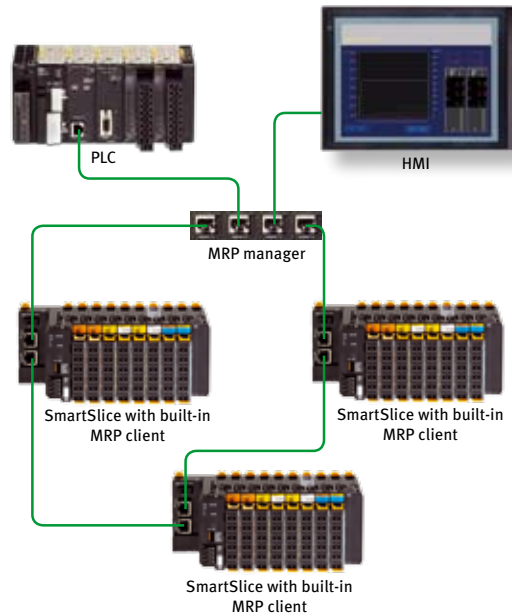 PLC
HMI
MRP manager
SmartSlice with built-in
MRP client
SmartSlice with built-in
MRP client
SmartSlice with built-in
MRP client